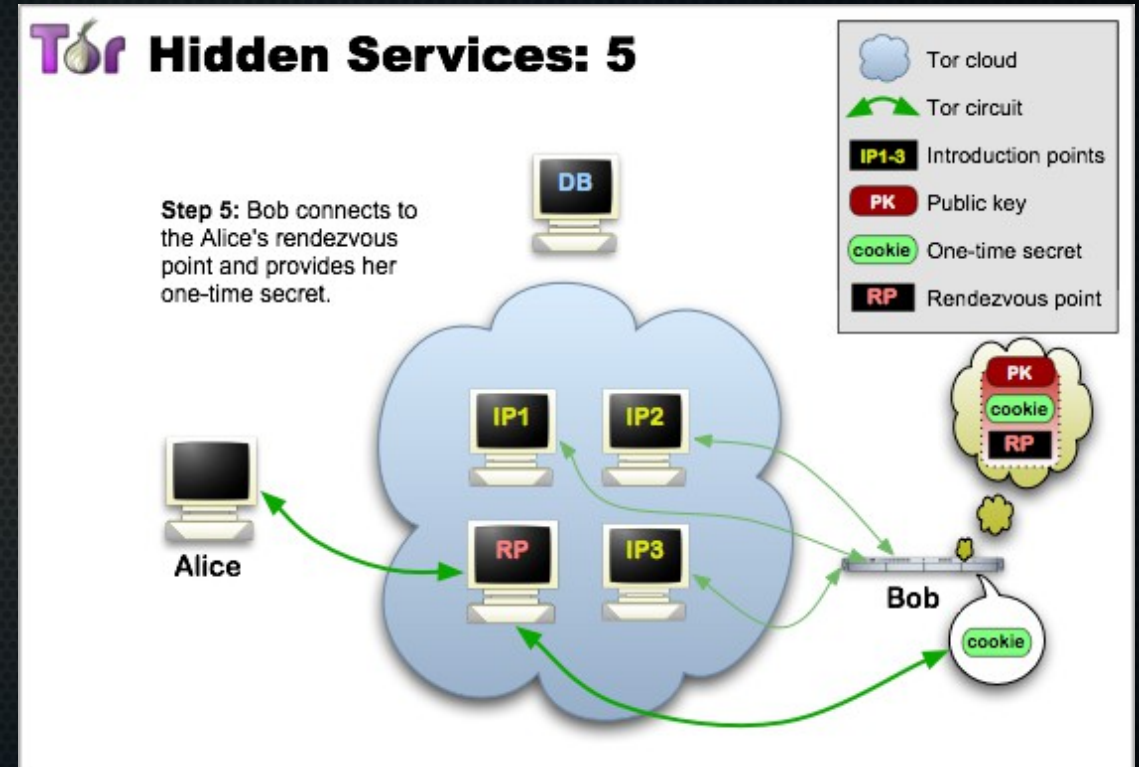 Tor Hidden Services: 5
Tor cloud
Tor circuit
IP1-3 Introduction points
PK Public key
cookie One-time secret
RP Rendezvous point
Step 5: Bob connects to
the Alice's rendezvous
point and provides her
one-time secret.
DB
PK
cookie
RP
IP1
IP2
RP
IP3
Alice
Bob
cookie